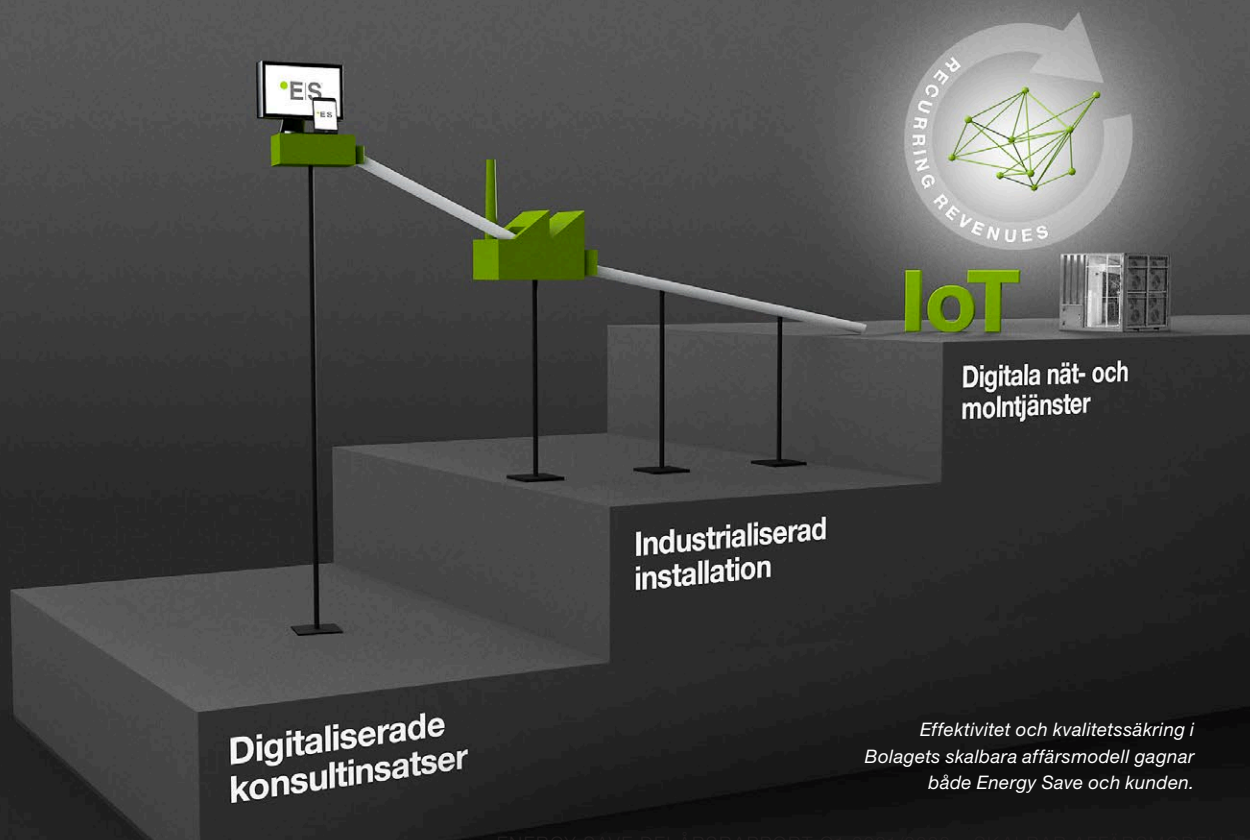 E|S
ES
RECURRING REVENUES
IoT
Digitala nät- och
molntjänster
Industrialiserad
installation
Digitaliserade
konsultinsatser
Effektivitet och kvalitetssäkring i
Bolagets skalbara affärsmodell gagnar
både Energy Save och kunden.